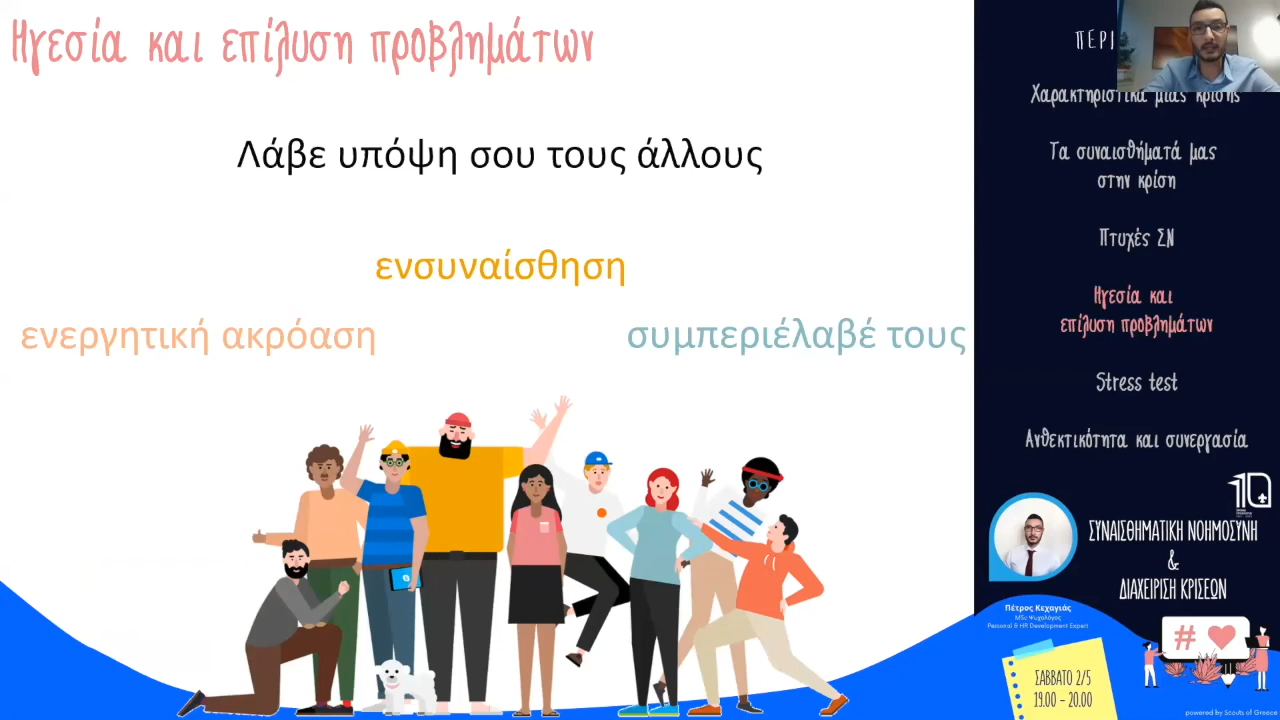 Ηγεσία και επίλυση προβλημάτων
Λάβε υπόψη σου τους άλλους
ενσυναίσθηση
ενεργητική ακρόαση
συμπεριέλαβέ τους
ΠΕΡΙ
Χαρακτηριστικά μιας κρίσης
Τα συναισθήματά μας
στην κρίση
Πτυχές ΣΝ
Ηγεσία και
επίλυση προβλημάτων
Stress test
Ανθεκτικότητα και συνεργασία
110
ΣΥΝΑΙΣΘΗΜΑΤΙΚΗ ΝΟΗΜΟΣΥΝΗ
&
ΔΙΑΧΕΙΡΙΣΗ ΚΡΙΣΕΩΝ
Πέτρος Κεχαγιάς
MSc Ψυχολόγος
Personal & HR Development Expert
#
ΣΑΒΒΑΤΟ 2/5
19.00 - 20.00
powered by Scouts of Greece